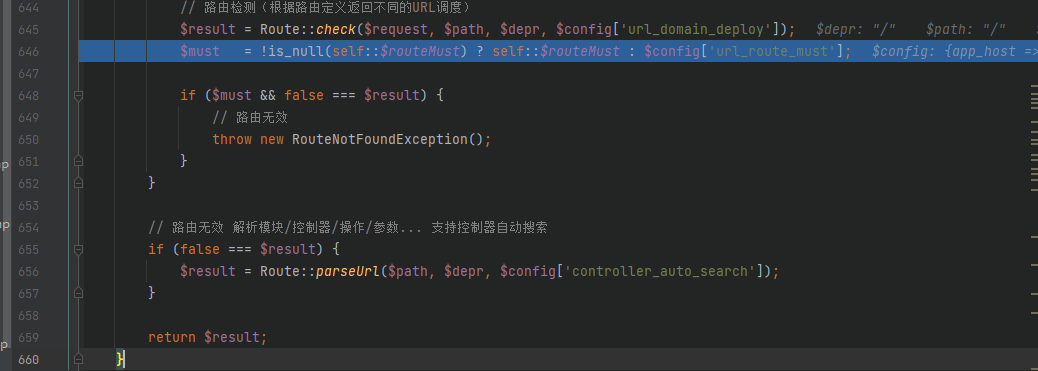 644 // 路由检测（根据路由定义返回不同的URL调度）
645 $result = Route::check($request, $path, $depr, $config['url_domain_deploy']); $depr: "/" $path: "/"
646 $must = !is_null(self::$routeMust) ? self::$routeMust : $config['url_route_must']; $config: {app_host =>
647
648 if ($must && false === $result) {
649 // 路由无效
650 throw new RouteNotFoundException();
651 }
652 }
653
654 // 路由无效 解析模块/控制器/操作/参数... 支持控制器自动搜索
655 if (false === $result) {
656 $result = Route::parseUrl($path, $depr, $config['controller_auto_search']);
657 }
658
659 return $result;
660 }